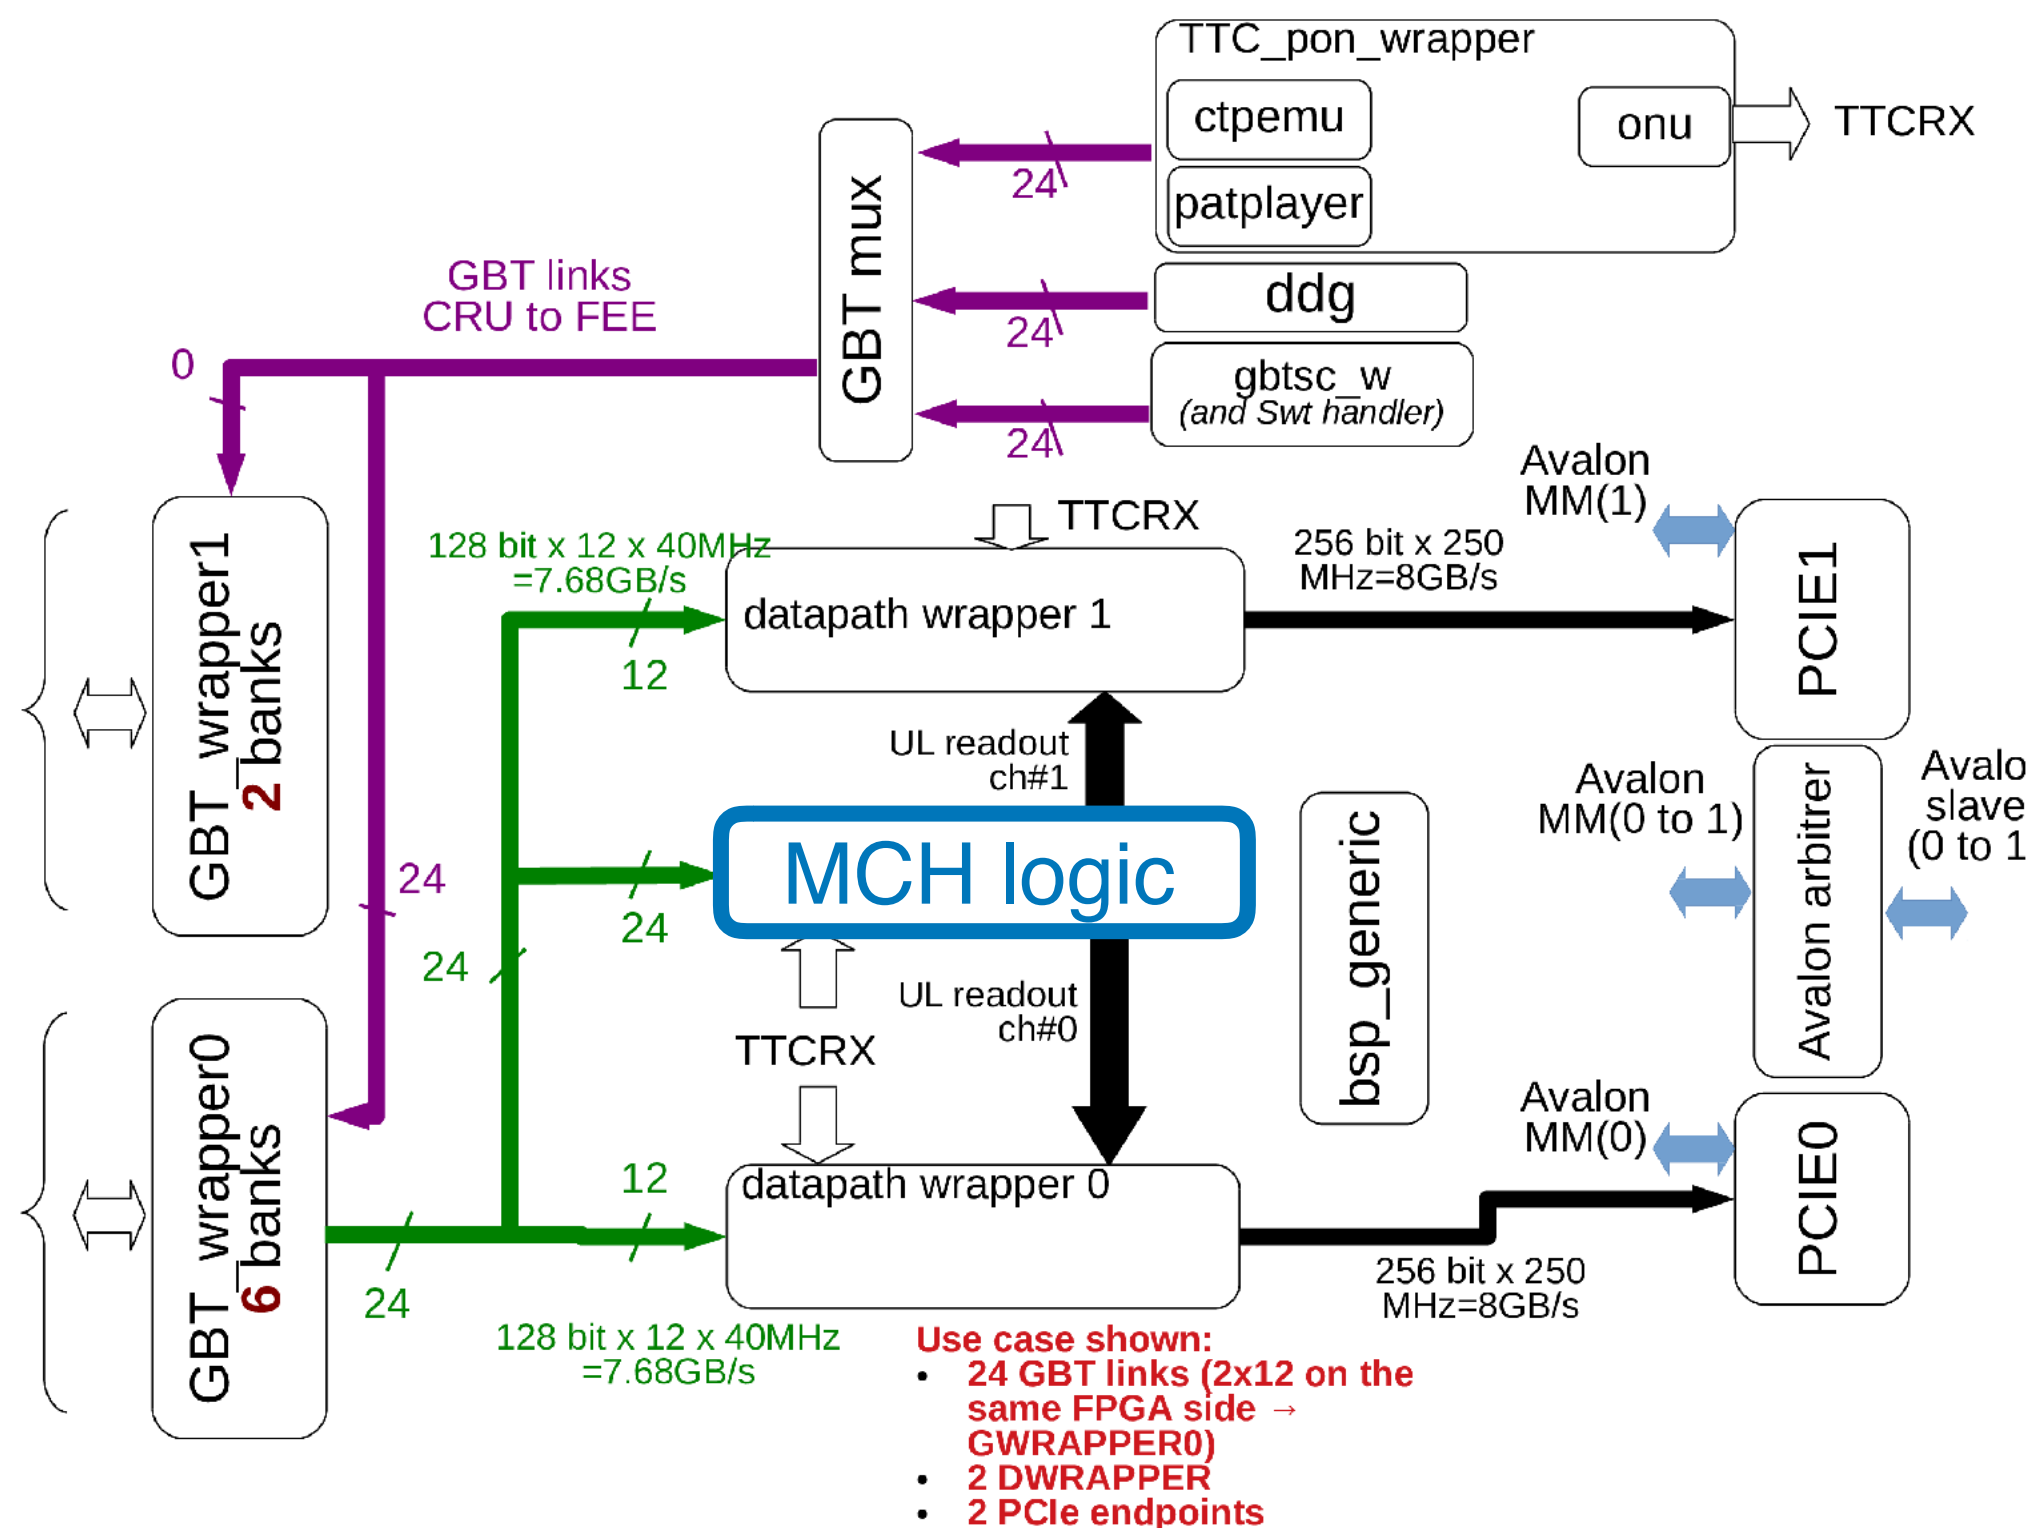 TTC_pon_wrapper
ctpemu
onu
TTCRX
patplayer
24
GBT mux
ddg
24
gbtsc_w
(and Swt handler)
24
GBT links
CRU to FEE
0
24
GBT_wrapper1
2 banks
GBT_wrapper0
6 banks
128 bit x 12 x 40MHz
=7.68GB/s
12
TTCRX
datapath wrapper 1
256 bit x 250
MHz=8GB/s
Avalon
MM(1)
PCIE1
UL readout
ch#1
MCH logic
24
24
UL readout
ch#0
TTCRX
bsp_generic
Avalon
MM(0 to 1)
Avalon arbitrer
Avalo
slave
(0 to 1
Avalon
MM(0)
PCIE0
12
24
datapath wrapper 0
256 bit x 250
MHz=8GB/s
128 bit x 12 x 40MHz
=7.68GB/s
Use case shown:
• 24 GBT links (2x12 on the
same FPGA side →
GWRAPPER0)
• 2 DWRAPPER
• 2 PCIe endpoints